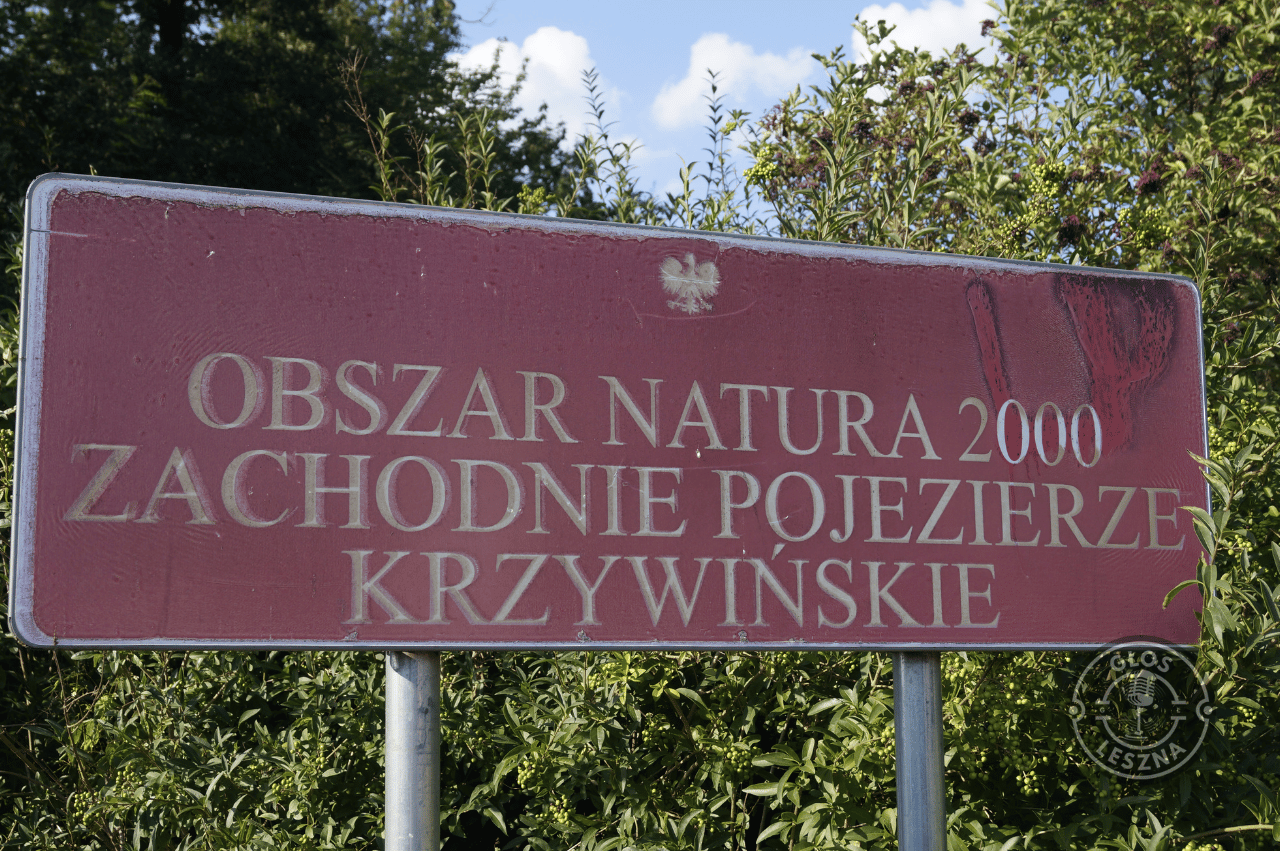 OBSZAR NATURA 2000
ZACHODNIE POJEZIERZE
KRZYWIŃSKIE
GŁOS
LESZNA